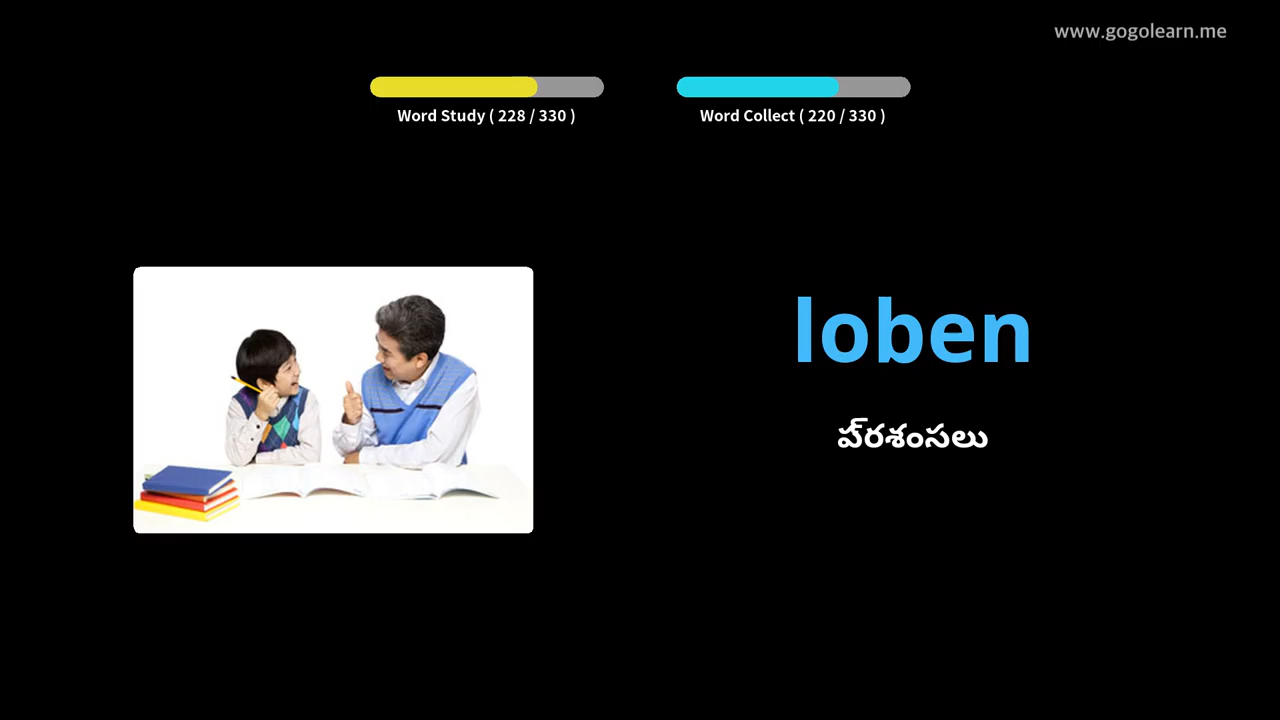 www.gogolearn.me
Word Study ( 228 / 330 )
Word Collect ( 220 / 330 )
loben
ప్రశంసలు